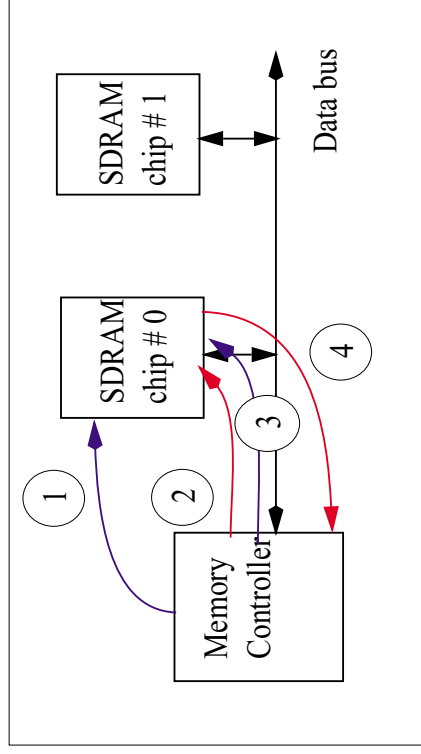 SDRAM
chip # 0
SDRAM
chip # 1
1
2
3
4
Memory
Controller
Data bus